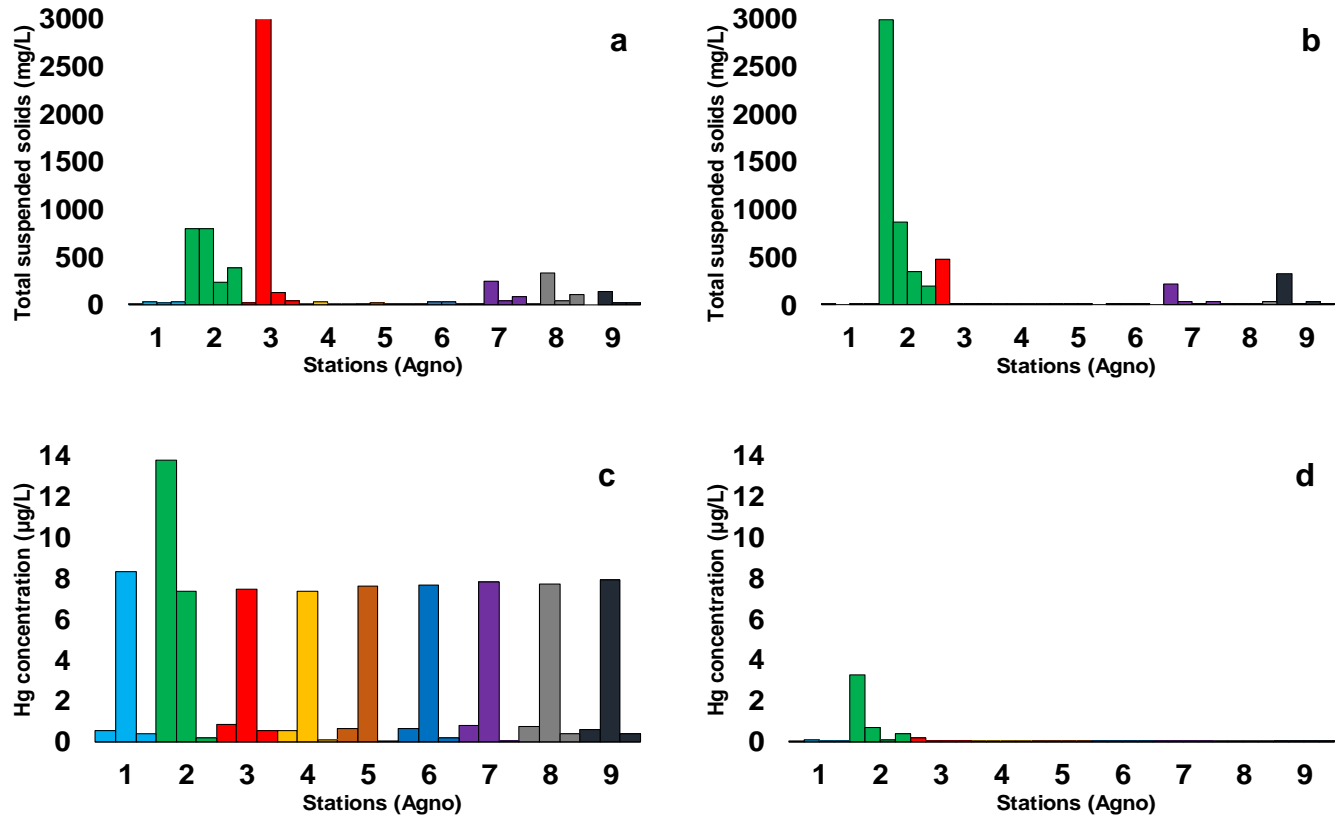 Total suspended solids (mg/L)
3000
2500
2000
1500
1000
500
0
a
1 2 3 4 5 6 7 8 9
Stations (Agno)
Total suspended solids (mg/L)
3000
2500
2000
1500
1000
500
0
b
1 2 3 4 5 6 7 8 9
Stations (Agno)
Hg concentration (µg/L)
14
12
10
8
6
4
2
0
c
1 2 3 4 5 6 7 8 9
Stations (Agno)
Hg concentration (µg/L)
14
12
10
8
6
4
2
0
d
1 2 3 4 5 6 7 8 9
Stations (Agno)